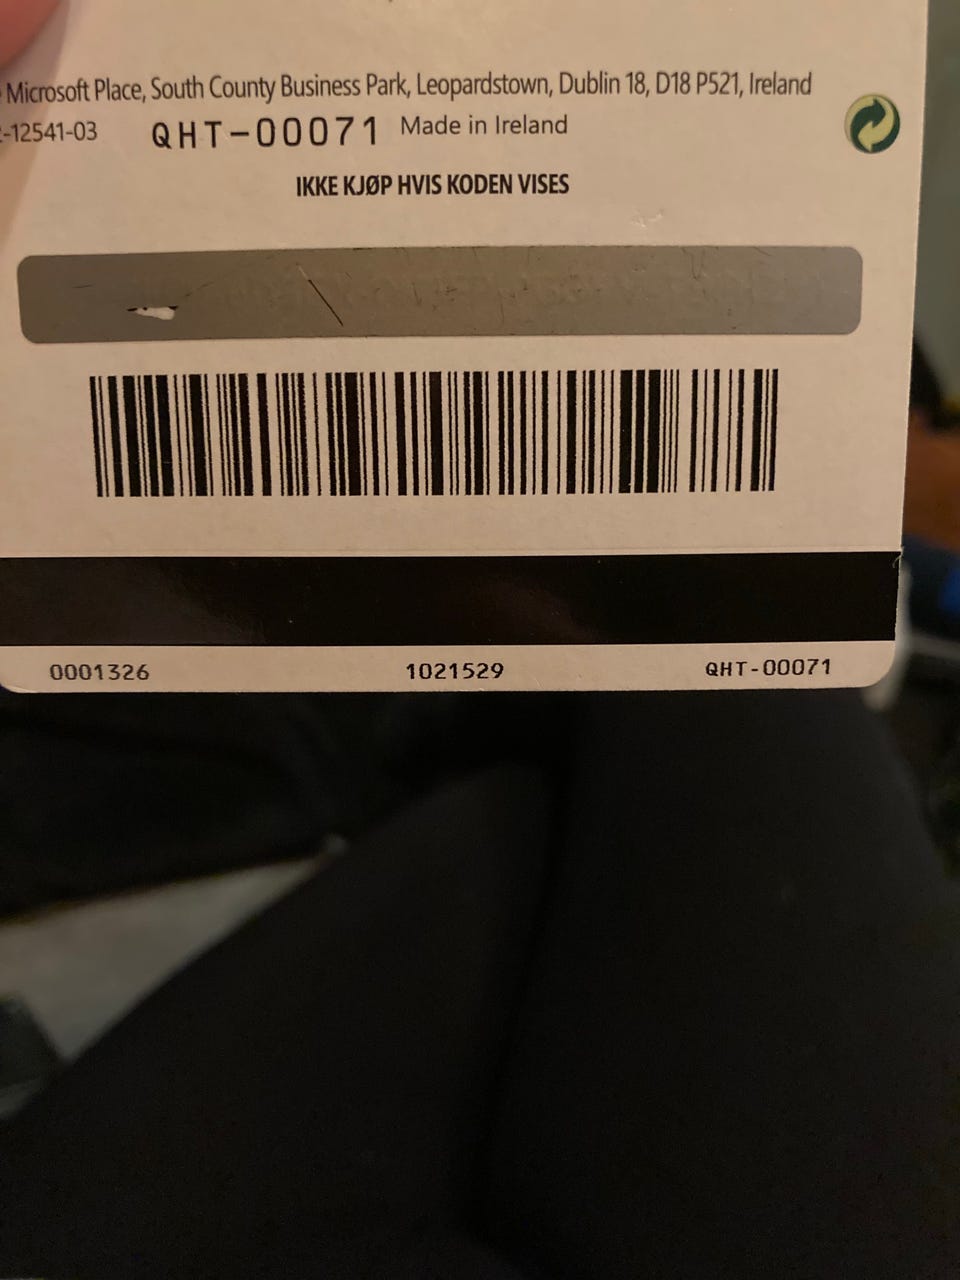 Microsoft Place, South County Business Park, Leopardstown, Dublin 18, D18 P521, Ireland
-12541-03 QHT-00071 Made in Ireland
IKKE KJØP HVIS KODEN VISES
0001326 1021529 QHT-00071